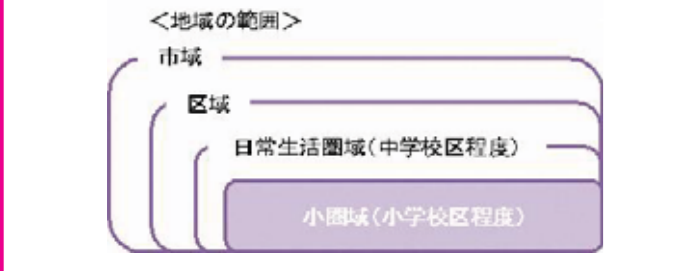 ＜地域の範囲＞
市域
区域
日常生活圏域（中学校区程度）
小圏域（小学校区程度）